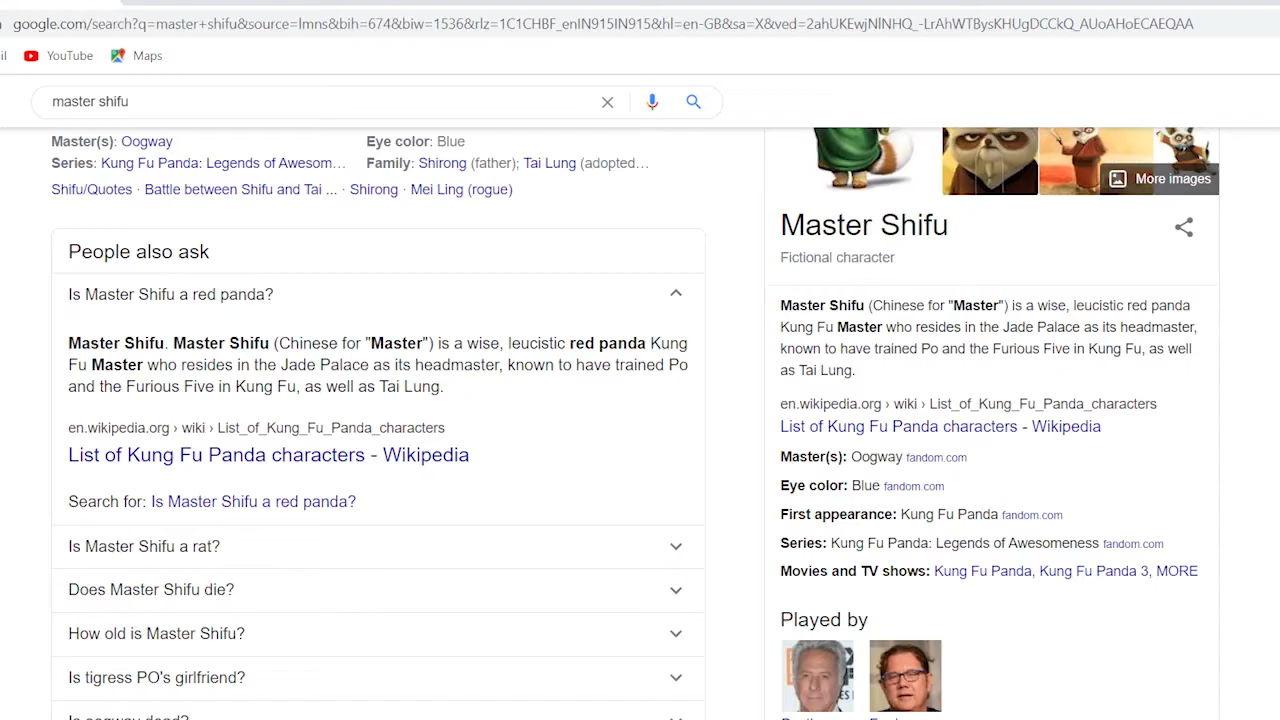 google.com/search?q=master+shifu&source=lmns&bih=674&biw=1536&rlz=1C1CHBF_enIN915IN915&hl=en-GB&sa=X&ved=2ahUKEwjNlNHQ_-LrAhWTBysKHUgDCCkQ_AUoAHoECAEQAA
YouTube Maps
master shifu
Master(s): Oogway Eye color: Blue
Series: Kung Fu Panda: Legends of Awesom… Family: Shirong (father); Tai Lung (adopted…
Shifu/Quotes · Battle between Shifu and Tai ... · Shirong · Mei Ling (rogue)
People also ask
Is Master Shifu a red panda?
Master Shifu. Master Shifu (Chinese for "Master") is a wise, leucistic red panda Kung
Fu Master who resides in the Jade Palace as its headmaster, known to have trained Po
and the Furious Five in Kung Fu, as well as Tai Lung.
en.wikipedia.org › wiki › List_of_Kung_Fu_Panda_characters
List of Kung Fu Panda characters - Wikipedia
Search for: Is Master Shifu a red panda?
Is Master Shifu a rat?
Does Master Shifu die?
How old is Master Shifu?
Is tigress PO's girlfriend?
Is oogway dead?
More images
Master Shifu
Fictional character
Master Shifu (Chinese for "Master") is a wise, leucistic red panda
Kung Fu Master who resides in the Jade Palace as its headmaster,
known to have trained Po and the Furious Five in Kung Fu, as well
as Tai Lung.
en.wikipedia.org › wiki › List_of_Kung_Fu_Panda_characters
List of Kung Fu Panda characters - Wikipedia
Master(s): Oogway fandom.com
Eye color: Blue fandom.com
First appearance: Kung Fu Panda fandom.com
Series: Kung Fu Panda: Legends of Awesomeness fandom.com
Movies and TV shows: Kung Fu Panda, Kung Fu Panda 3, MORE
Played by